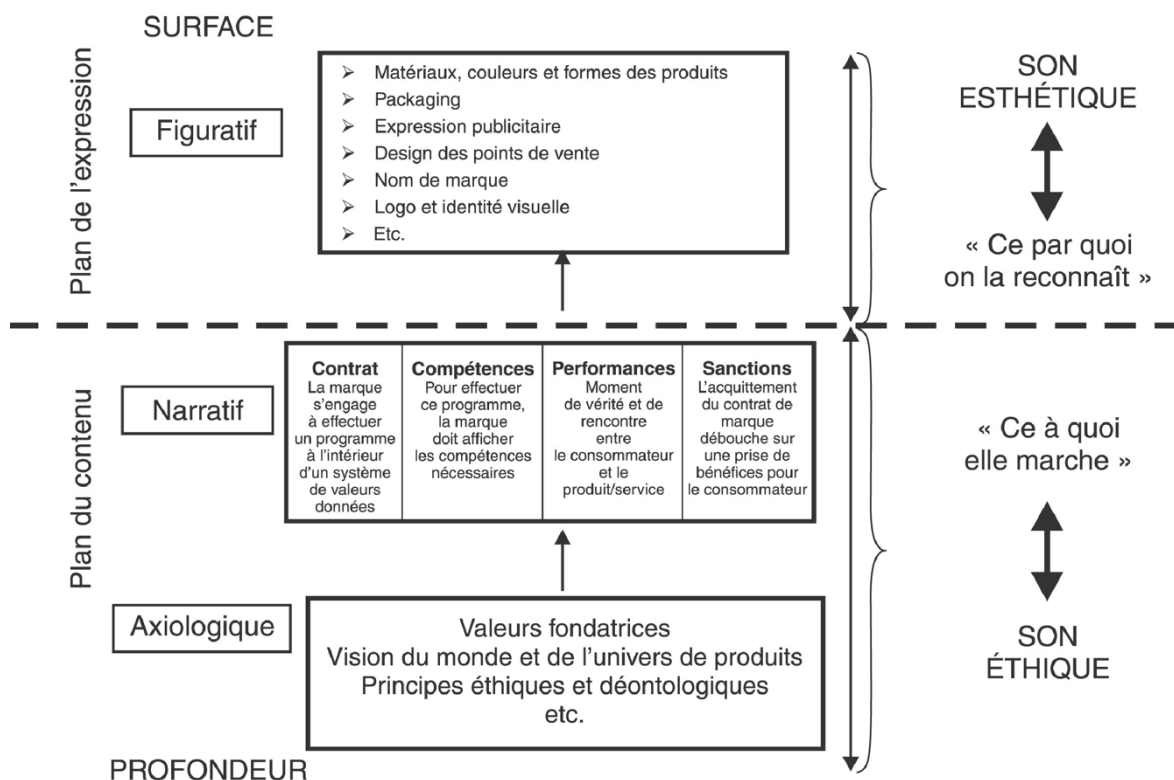 SURFACE
Plan de l’expression
Figuratif
➢ Matériaux, couleurs et formes des produits
➢ Packaging
➢ Expression publicitaire
➢ Design des points de vente
➢ Nom de marque
➢ Logo et identité visuelle
➢ Etc.
SON
ESTHÉTIQUE
« Ce par quoi
on la reconnaît »
Plan du contenu
Narratif
Contrat
La marque
s’engage
à effectuer
un programme
à l’intérieur
d’un système
de valeurs
données
Compétences
Pour effectuer
ce programme,
la marque
doit afficher
les compétences
nécessaires
Performances
Moment
de vérité et de
rencontre
entre
le consommateur
et le
produit/service
Sanctions
L’acquittement
du contrat de
marque
débouche sur
une prise de
bénéfices pour
le consommateur
« Ce à quoi
elle marche »
Axiologique
Valeurs fondatrices
Vision du monde et de l’univers de produits
Principes éthiques et déontologiques
etc.
SON
ÉTHIQUE
PROFONDEUR